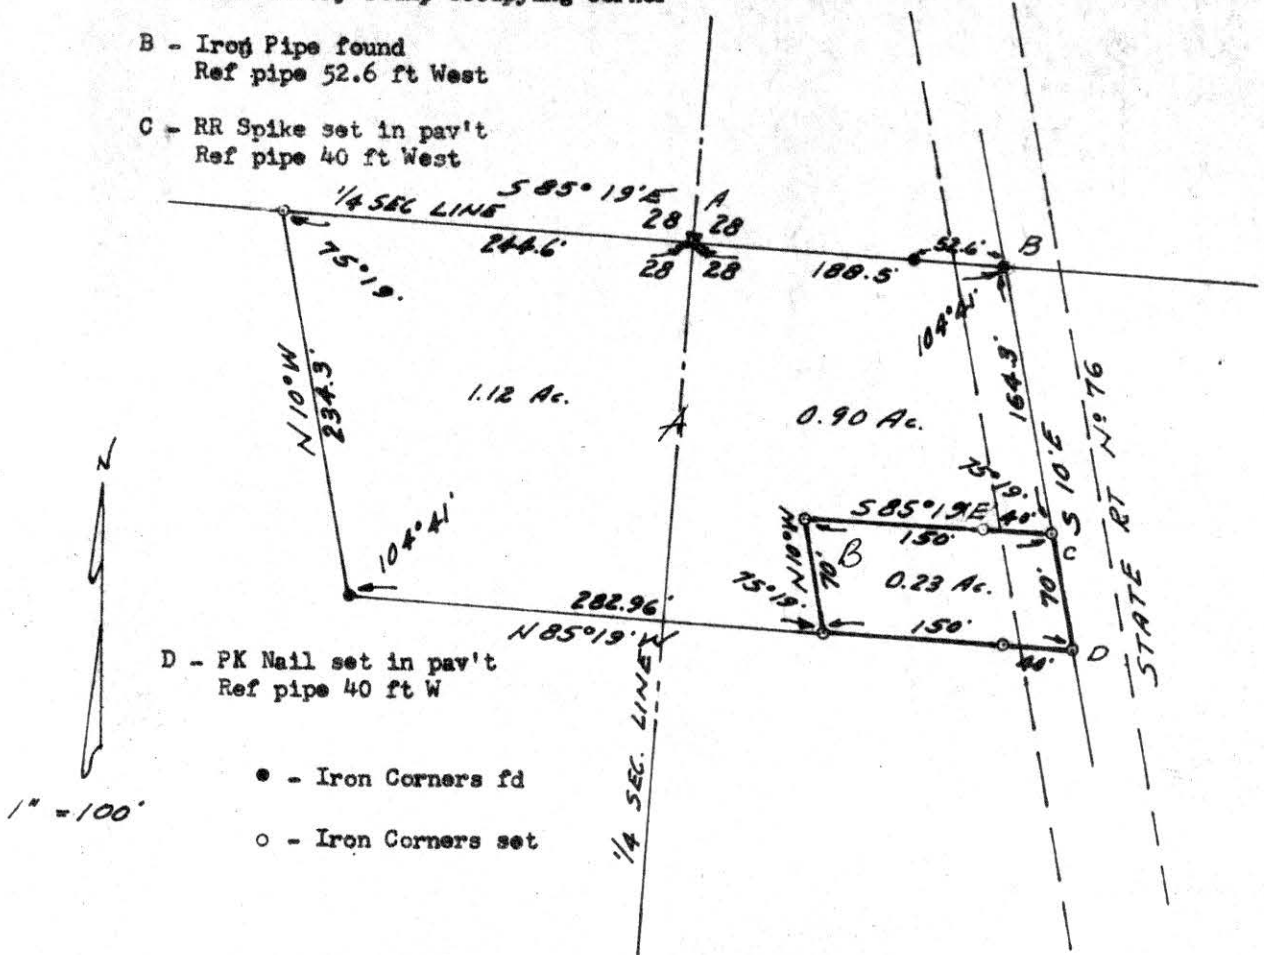 B - Iron Pipe found
Ref pipe 52.6 ft West
C - RR Spike set in pav't
Ref pipe 40 ft West
S 85° 19' E
1/4 SEC LINE
244.6'
A
28 28
28 28
188.5'
52.6'
B
75° 19'
104° 41'
N 10° W
234.3'
1.12 Ac.
A
0.90 Ac.
164.3'
S 10° E
STATE RT Nº 76
N
75° 19'
S 85° 19' E
40'
150'
C
104° 41'
N 10° W
70'
B
0.23 Ac.
70'
75° 19'
282.96'
N 85° 19' W
150'
40'
D
D - PK Nail set in pav't
Ref pipe 40 ft W
1/4 SEC. LINE
● - Iron Corners fd
1" = 100'
○ - Iron Corners set